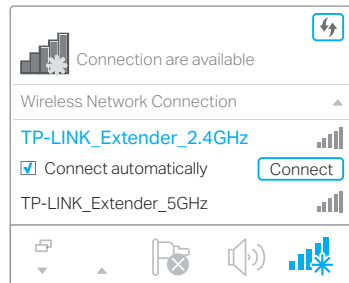 Connection are available
Wireless Network Connection
TP-LINK_Extender_2.4GHz
Connect automatically
Connect
TP-LINK_Extender_5GHz